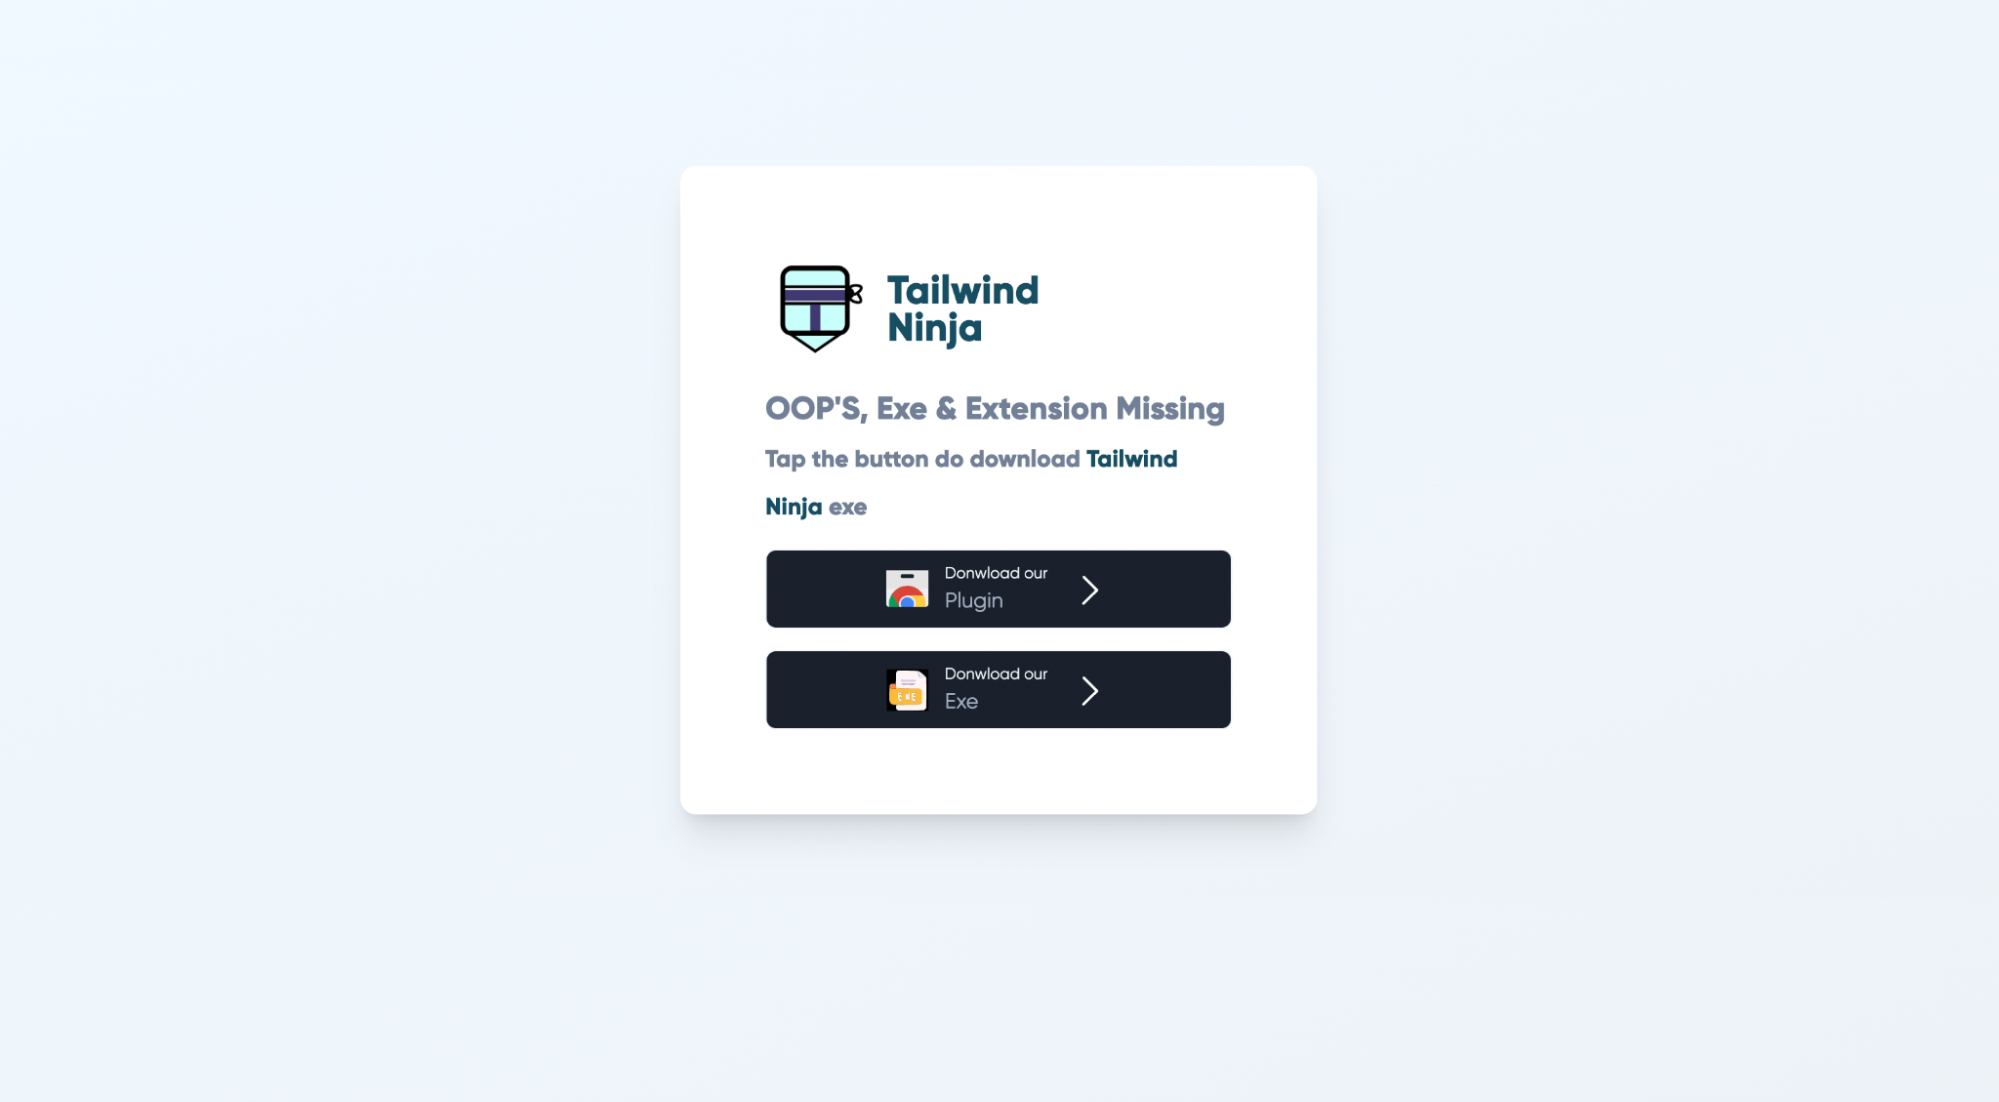 Tailwind
Ninja
OOP'S, Exe & Extension Missing
Tap the button do download Tailwind
Ninja exe
Donwload our
Plugin
EXE
Donwload our
Exe